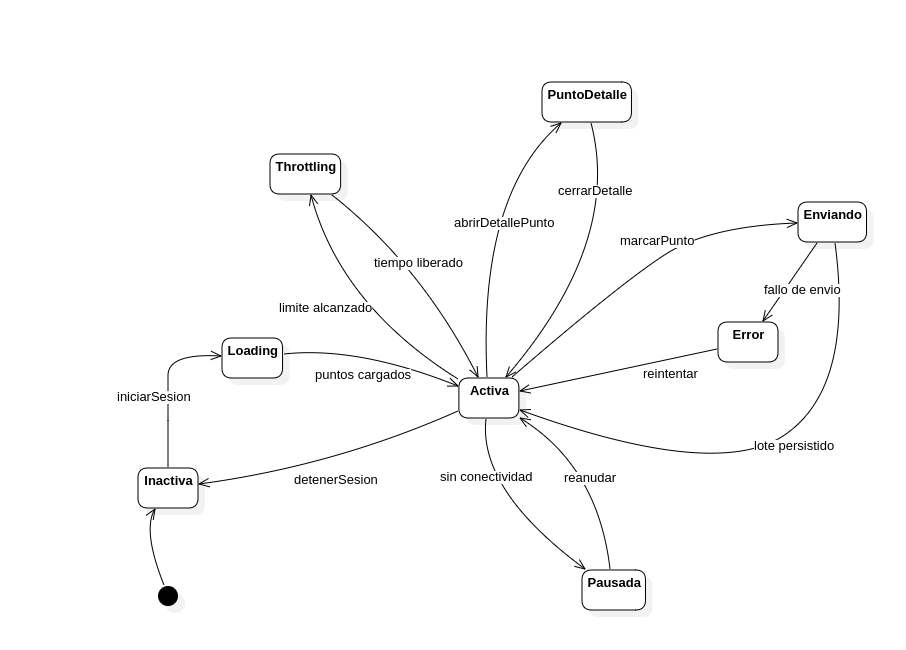 PuntoDetalle
Throttling
cerrarDetalle
Enviando
abrirDetallePunto
marcarPunto
tiempo liberado
fallo de envio
limite alcanzado
Error
Loading
puntos cargados
reintentar
Activa
iniciarSesion
lote persistido
Inactiva
detenerSesion
sin conectividad
reanudar
Pausada